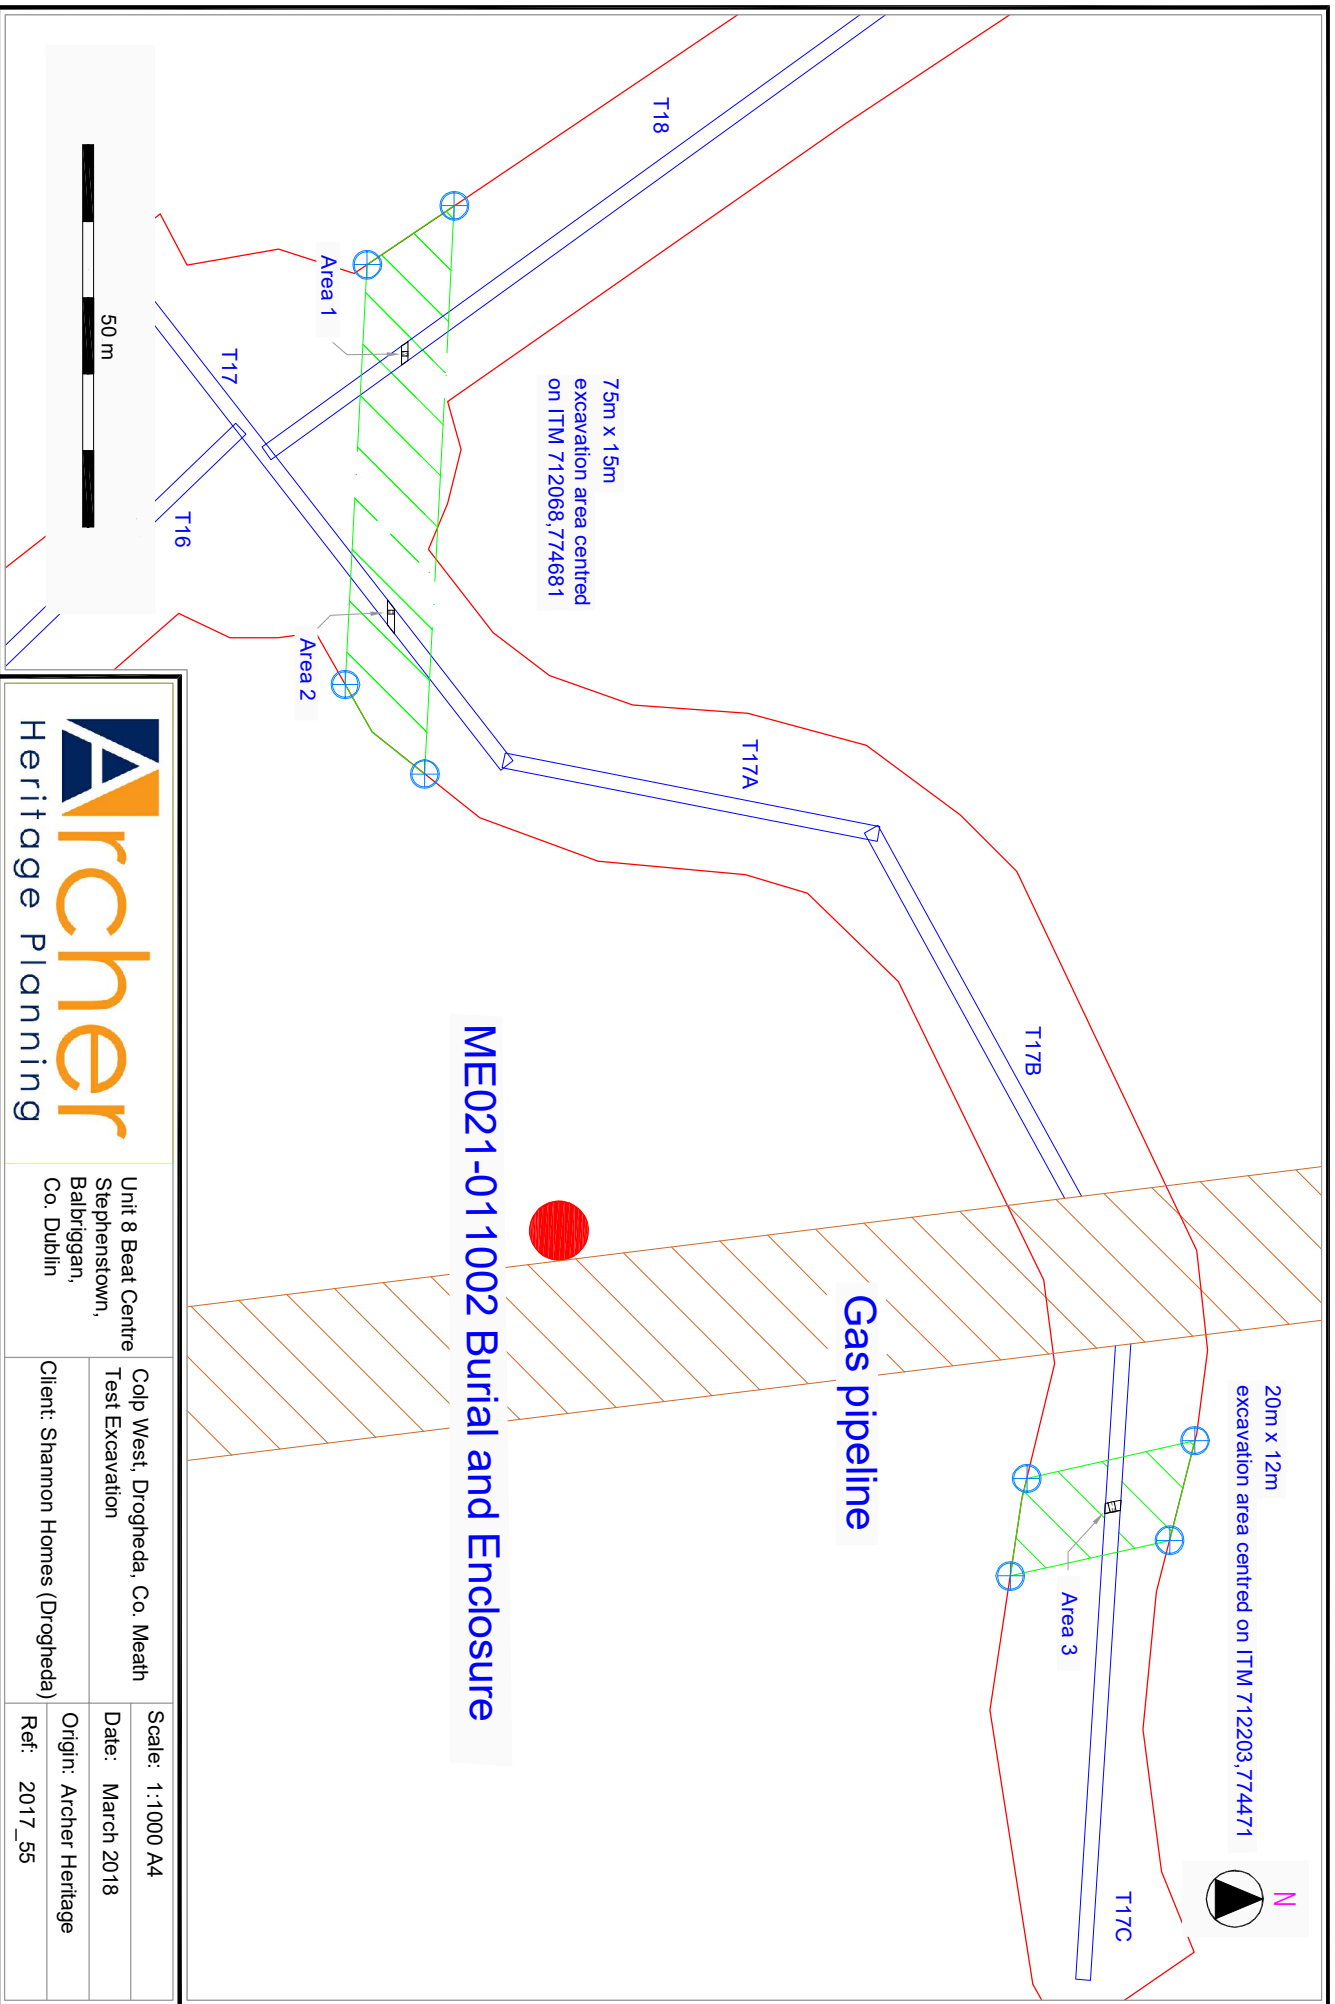 N
20m x 12m
excavation area centred on ITM 712203,774471
T17C
Area 3
T17B
Gas pipeline
T17A
T18
75m x 15m
excavation area centred
on ITM 712068,774681
ME021-011002 Burial and Enclosure
Area 1
Area 2
T17
T16
50 m
Archer
Heritage Planning
Unit 8 Beat Centre
Stephenstown,
Balbriggan,
Co. Dublin
Colp West, Drogheda, Co. Meath
Test Excavation
Client: Shannon Homes (Drogheda)
Scale: 1:1000 A4
Date: March 2018
Origin: Archer Heritage
Ref: 2017_55